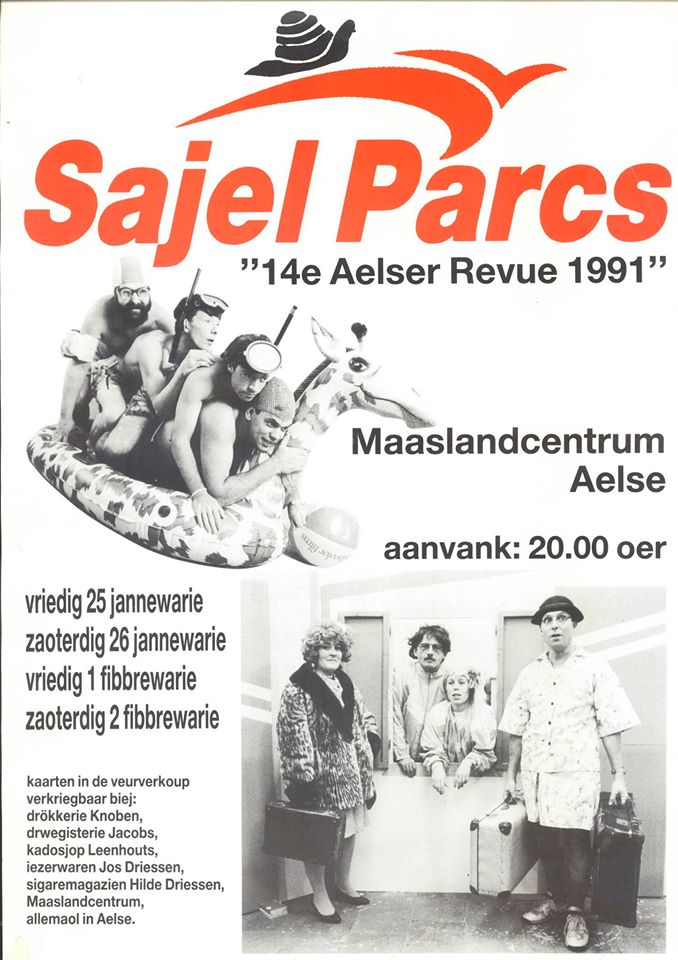 Sajel Parcs
"14e Aelser Revue 1991"
Maaslandcentrum
Aelse
aanvank: 20.00 oer
vriedig 25 jannewarie
zaoterdig 26 jannewarie
vriedig 1 fibbrewarie
zaoterdig 2 fibbrewarie
kaarten in de veurverkoup
verkriegbaar biej:
drökkerie Knoben,
drwegisterie Jacobs,
kadosjop Leenhouts,
iezerwaren Jos Driessen,
sigaremagazien Hilde Driessen,
Maaslandcentrum,
allemaol in Aelse.